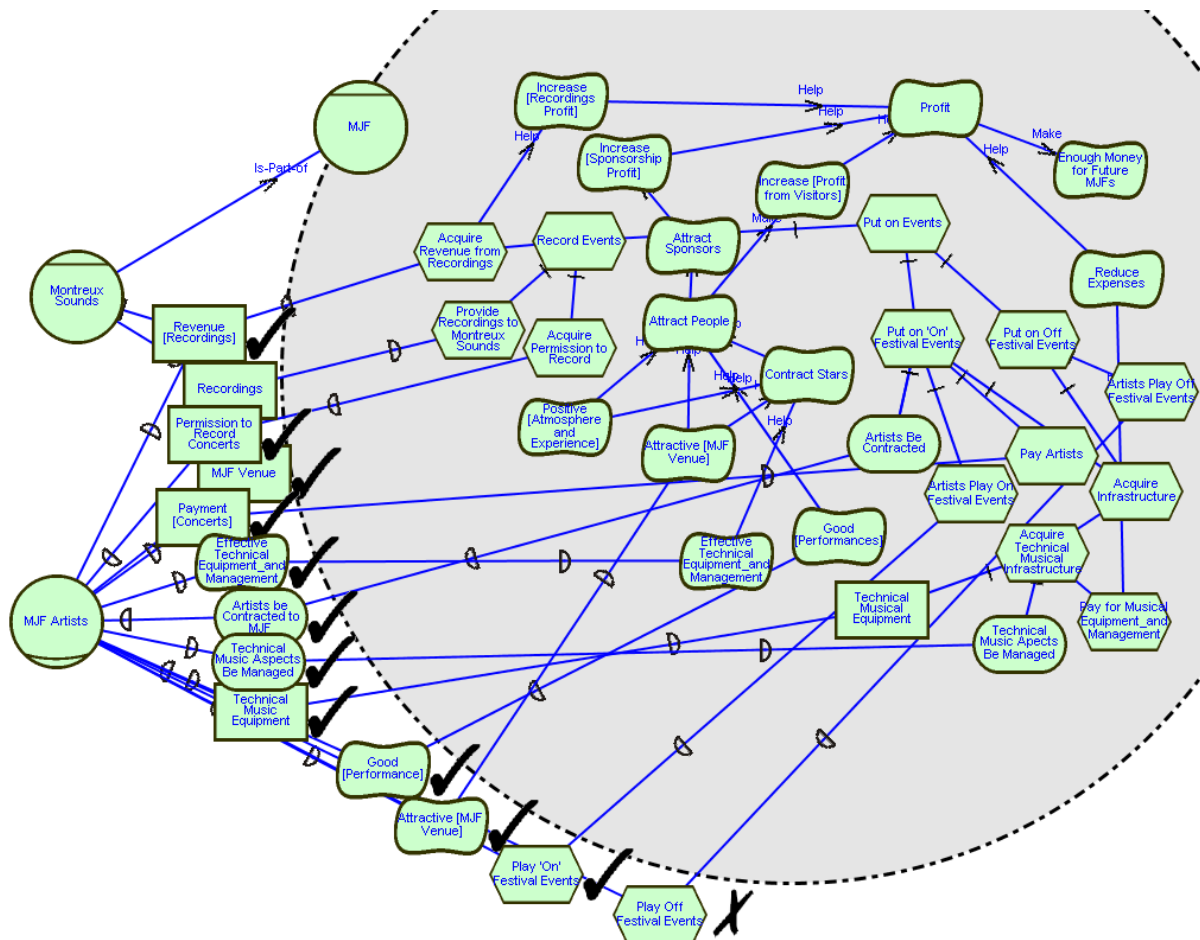 Increase
[Recordings
Profit]
Help
Profit
Help
MJF
Help
Make
Increase
[Sponsorship
Profit]
Help
Enough Money
for Future
MJFs
Is-Part-of
Increase [Profit
from Visitors]
Make
Acquire
Revenue from
Recordings
Record Events
Attract
Sponsors
Put on Events
Montreux
Sounds
Reduce
Expenses
Revenue
[Recordings]
Provide
Recordings to
Montreux
Sounds
Acquire
Permission to
Record
Attract People
Put on 'On'
Festival Events
Put on Off
Festival Events
Help
Help
Contract Stars
Artists Play Off
Festival Events
Recordings
Permission to
Record
Concerts
Positive
[Atmosphere
and
Experience]
Help
Attractive [MJF
Venue]
Artists Be
Contracted
Pay Artists
MJF Venue
Artists Play On
Festival Events
Acquire
Infrastructure
Payment
[Concerts]
Effective
Technical
Equipment_and
Management
Effective
Technical
Equipment_and
Management
Good
[Performances]
Acquire
Technical
Musical
Infrastructure
MJF Artists
Artists be
Contracted to
MJF
Technical
Musical
Equipment
Pay for Musical
Equipment_and
Management
Technical
Music Aspects
Be Managed
Technical
Music Apects
Be Managed
Technical
Music
Equipment
Good
[Performance]
Attractive [MJF
Venue]
Play 'On'
Festival Events
Play Off
Festival Events